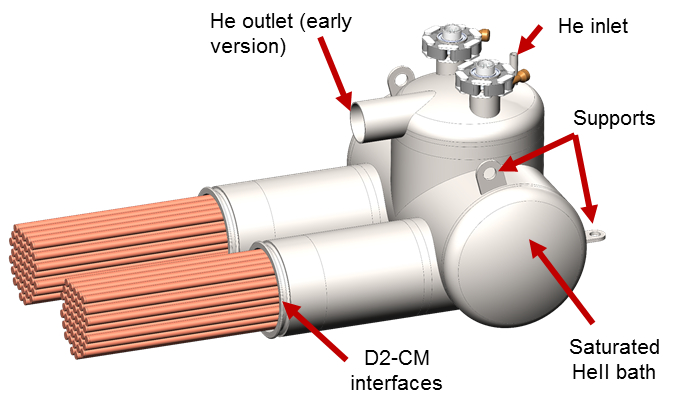 He outlet (early
version)
He inlet
Supports
D2-CM
interfaces
Saturated
HeII bath